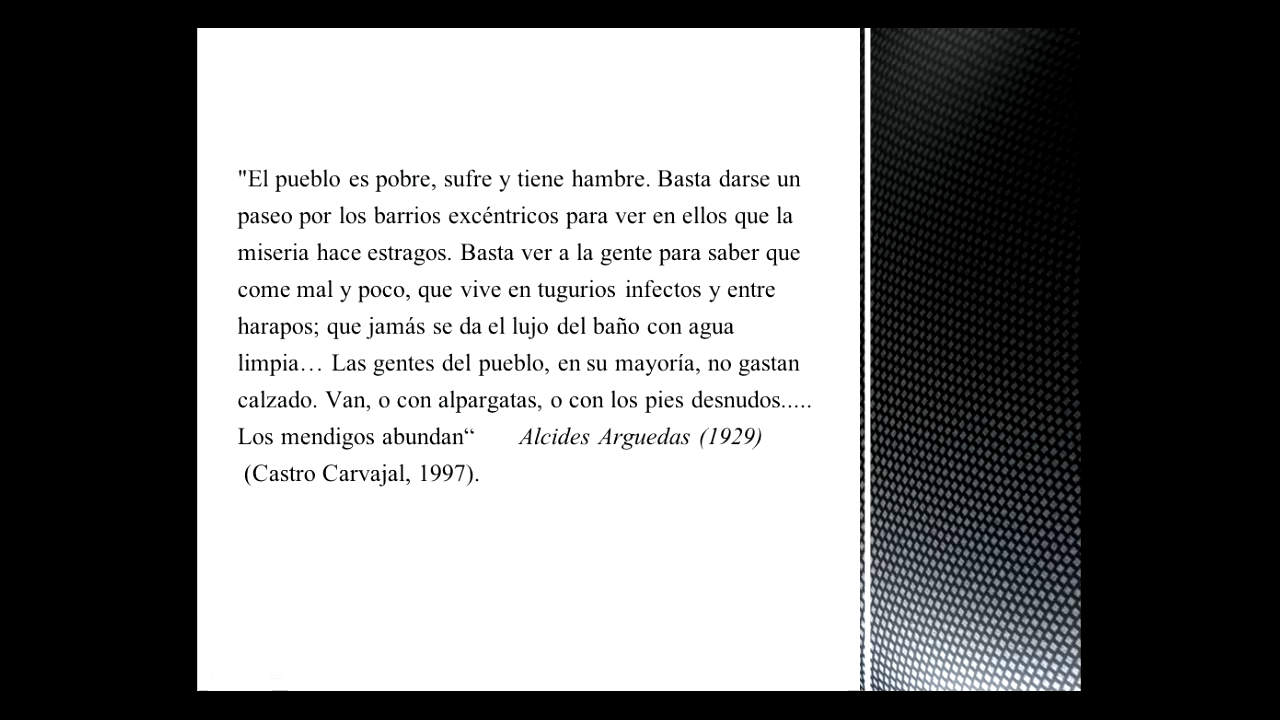 "El pueblo es pobre, sufre y tiene hambre. Basta darse un
paseo por los barrios excéntricos para ver en ellos que la
miseria hace estragos. Basta ver a la gente para saber que
come mal y poco, que vive en tugurios infectos y entre
harapos; que jamás se da el lujo del baño con agua
limpia… Las gentes del pueblo, en su mayoría, no gastan
calzado. Van, o con alpargatas, o con los pies desnudos.....
Los mendigos abundan“ Alcides Arguedas (1929)
(Castro Carvajal, 1997).